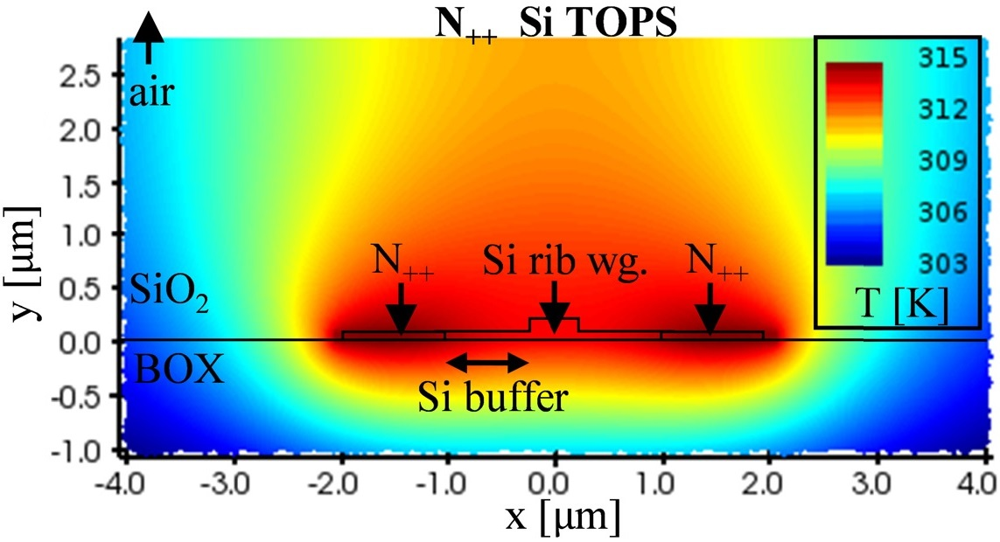 N++ Si TOPS
air
2.5
2.0
1.5
1.0
0.5
0.0
-0.5
-1.0
y [μm]
315
312
309
306
303
T [K]
N++
Si rib wg.
N++
SiO2
BOX
Si buffer
-4.0 -3.0 -2.0 -1.0 0.0 1.0 2.0 3.0 4.0
x [μm]